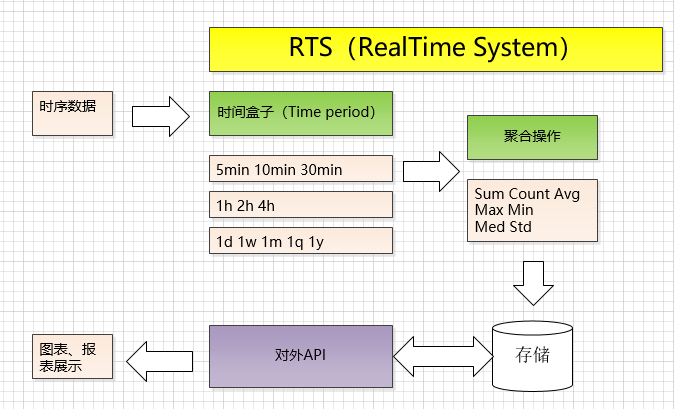 RTS（RealTime System）
时序数据
时间盒子（Time period）
5min 10min 30min
1h 2h 4h
1d 1w 1m 1q 1y
聚合操作
Sum Count Avg
Max Min
Med Std
存储
对外API
图表、报
表展示